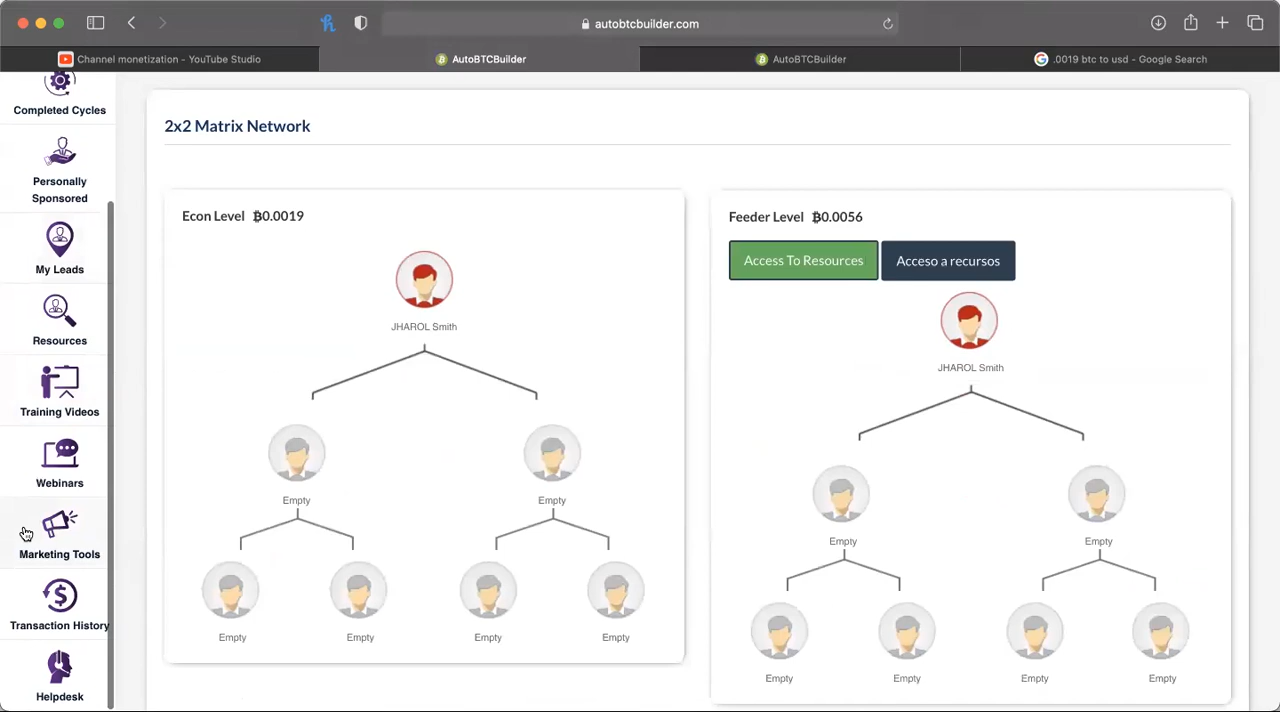 autobtcbuilder.com
Channel monetization - YouTube Studio
AutoBTCBuilder
AutoBTCBuilder
.0019 btc to usd - Google Search
Completed Cycles
Personally
Sponsored
My Leads
Resources
Training Videos
Webinars
Marketing Tools
Transaction History
Helpdesk
2x2 Matrix Network
Econ Level ₿0.0019
JHAROL Smith
Empty
Empty
Empty
Empty
Empty
Empty
Feeder Level ₿0.0056
Access To Resources
Acceso a recursos
JHAROL Smith
Empty
Empty
Empty
Empty
Empty
Empty